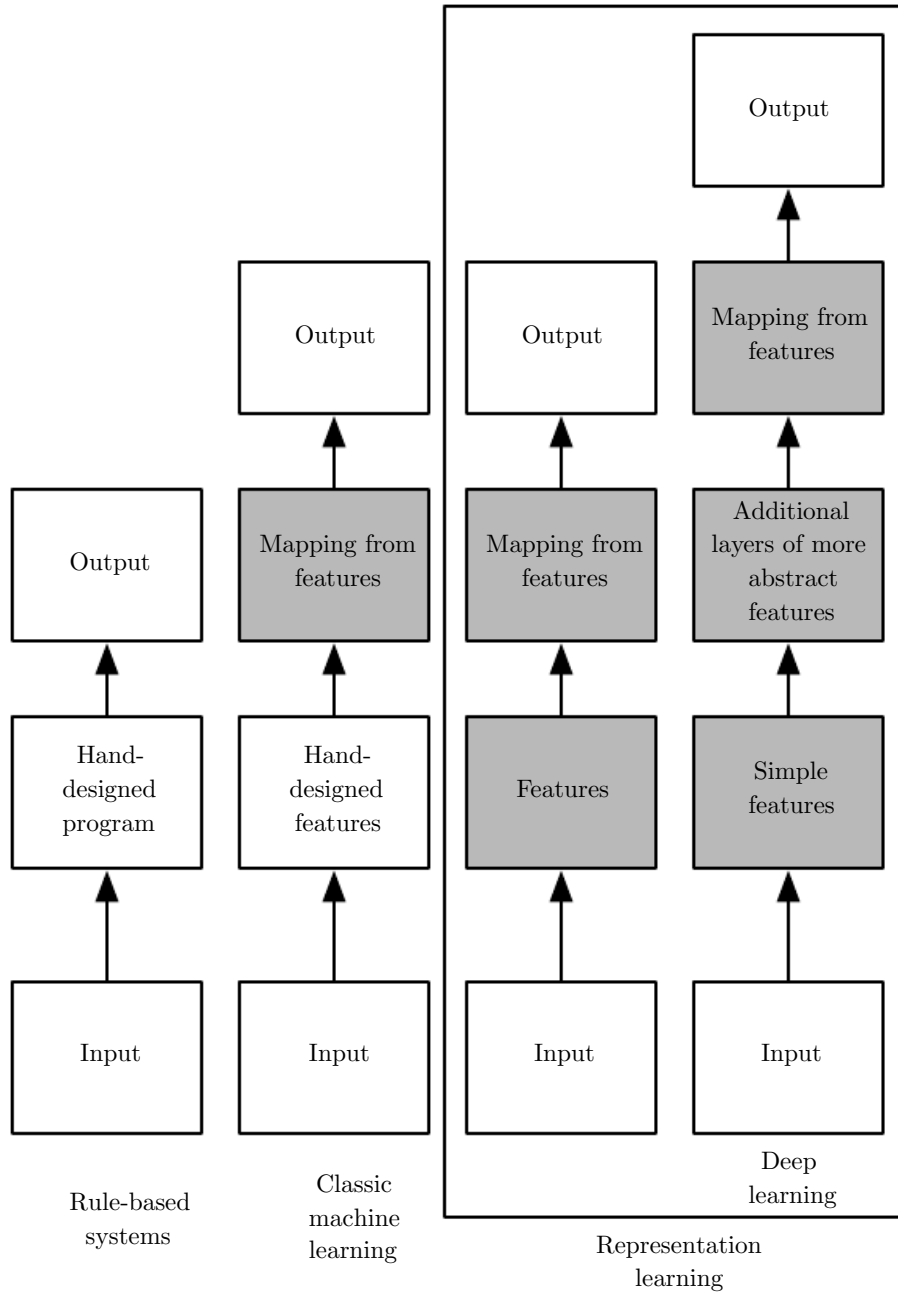 Output
Output
Output
Mapping from
features
Output
Mapping from
features
Mapping from
features
Additional
layers of more
abstract
features
Hand-
designed
program
Hand-
designed
features
Features
Simple
features
Input
Input
Input
Input
Rule-based
systems
Classic
machine
learning
Deep
learning
Representation
learning